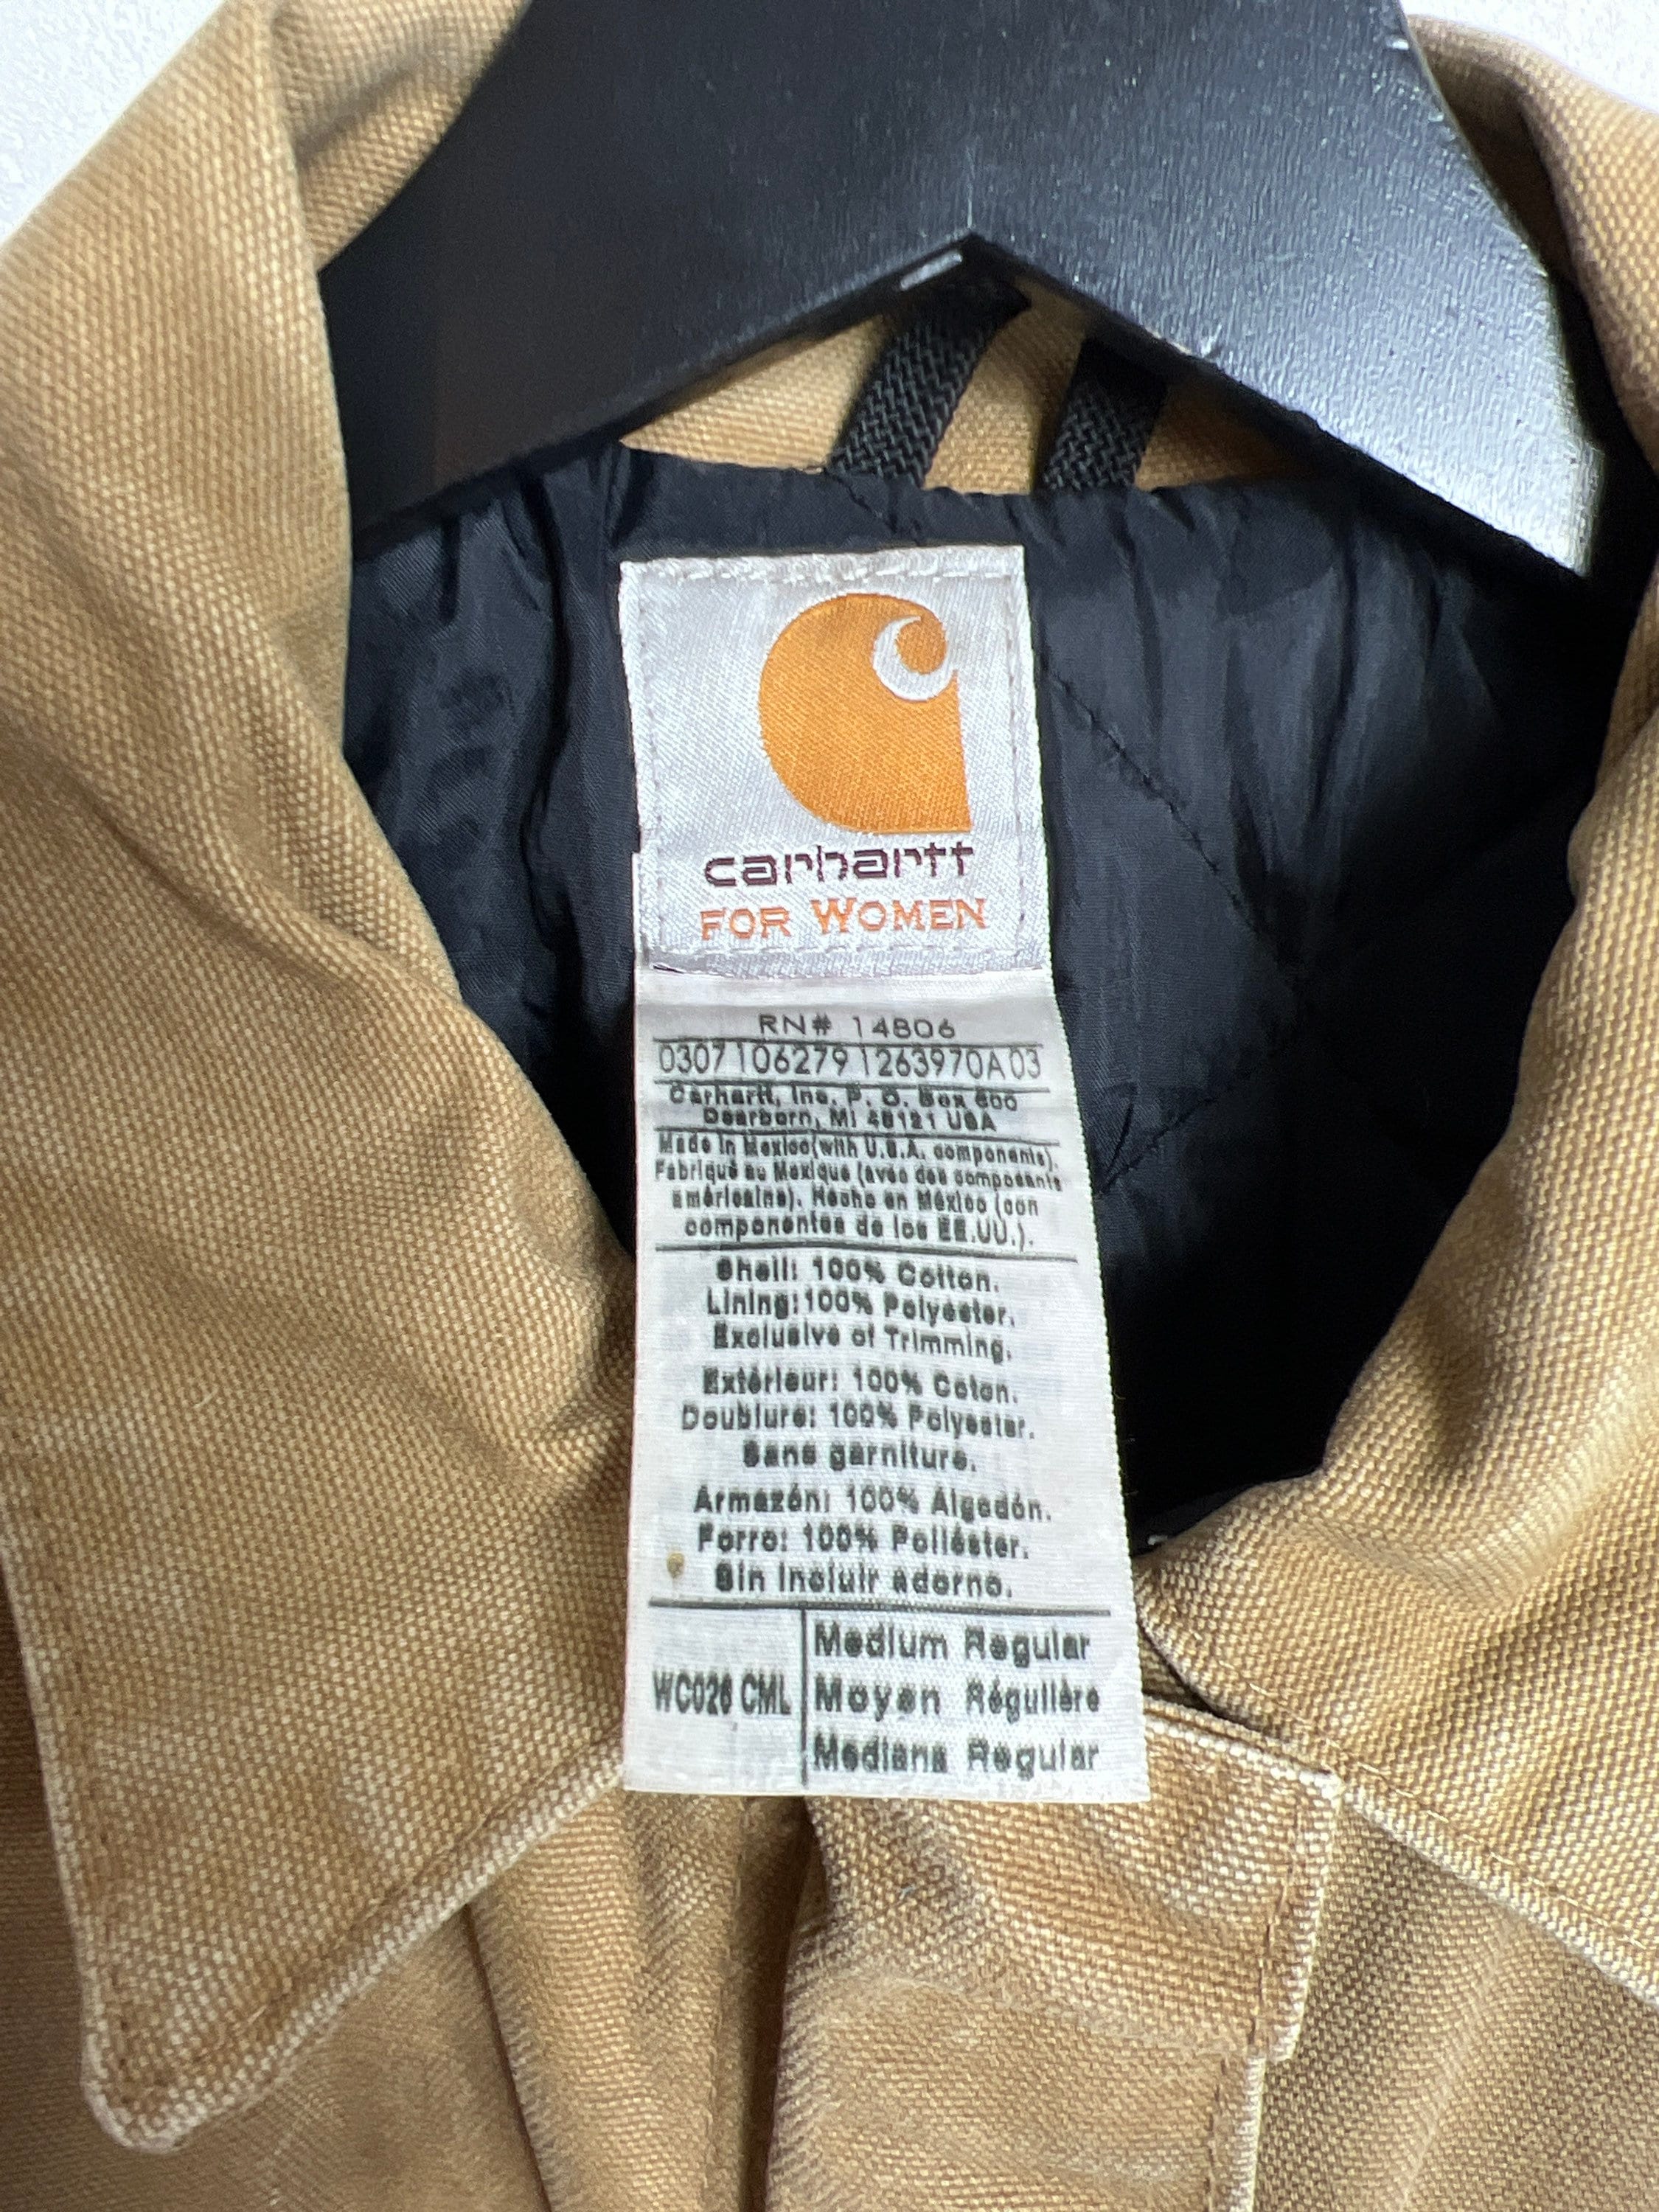 carhartt
FOR WOMEN
RN# 14806
0307106279 1263970A03
Carhartt, Inc. P. O. Box 600
Dearborn, MI 48121 USA
Made in Mexico(with U.S.A. components).
Fabriqué au Mexique (avec des composants
américains). Hecho en México (con
componentes de los EE.UU.).
Shell: 100% Cotton.
Lining:100% Polyester.
Exclusive of Trimming.
Extérieur: 100% Coton.
Doublure: 100% Polyester.
Sans garniture.
Armazón: 100% Algodón.
Forro: 100% Poliéster.
Sin Incluir adorno.
WC026 CML
Medium Regular
Moyen Régulière
Mediana Regular